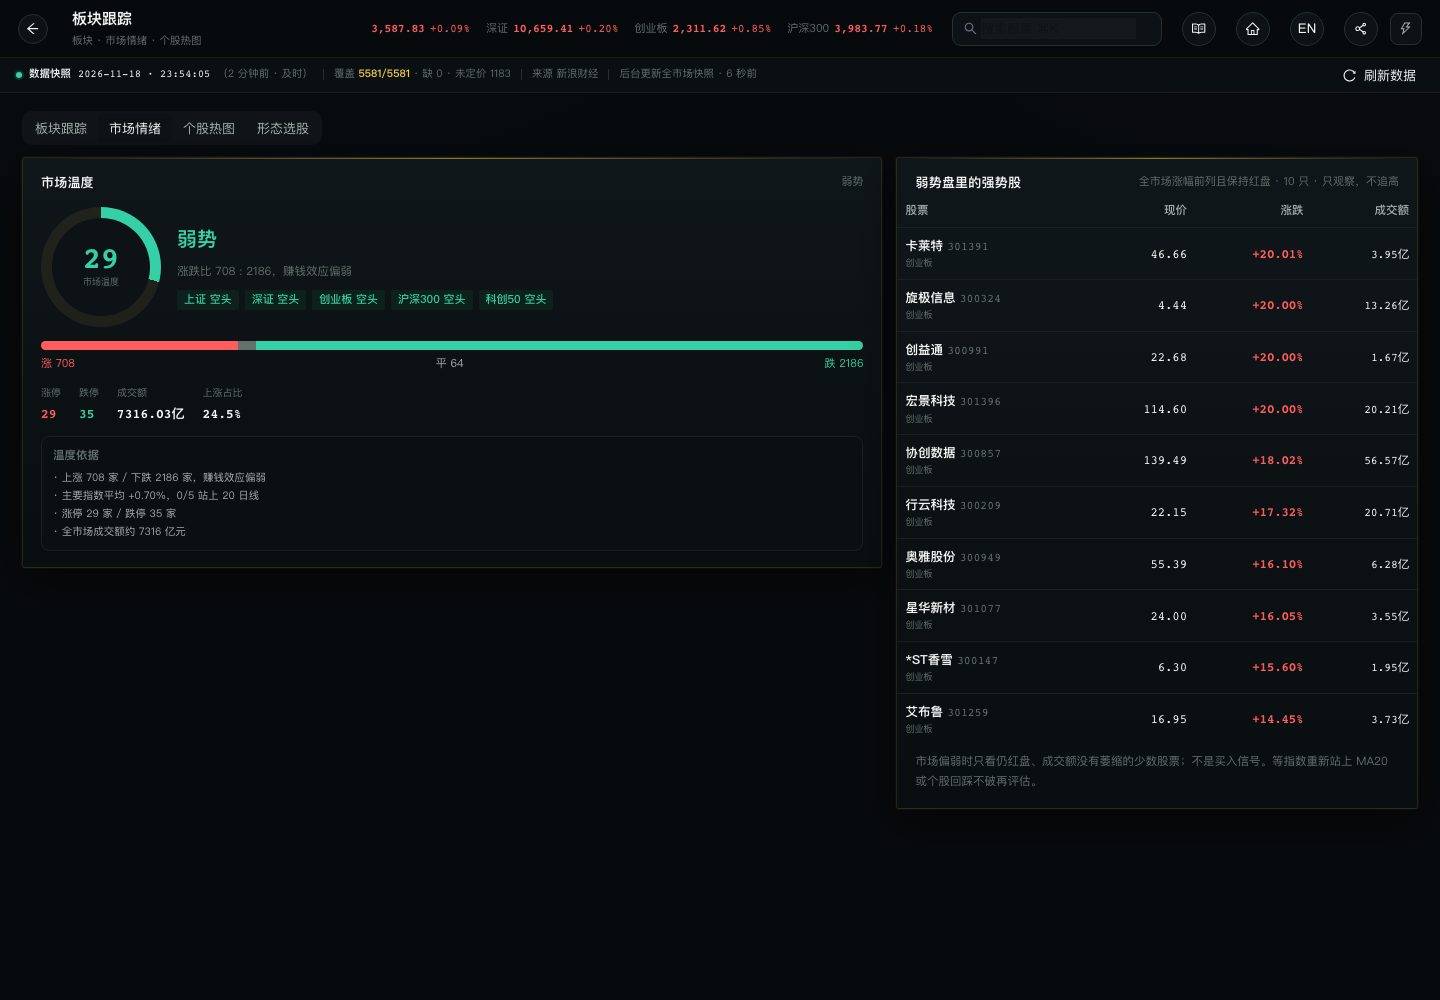 板块跟踪
板块 · 市场情绪 · 个股热图
3,587.83 +0.09% 深证 10,659.41 +0.20% 创业板 2,311.62 +0.85% 沪深300 3,983.77 +0.18%
EN
数据快照 2026-11-18 · 23:54:05 (2 分钟前 · 及时) 覆盖 5581/5581 · 缺 0 · 未定价 1183 来源 新浪财经 后台更新全市场快照 · 6 秒前
刷新数据
板块跟踪 市场情绪 个股热图 形态选股
市场温度 弱势
29
市场温度
弱势
涨跌比 708 : 2186, 赚钱效应偏弱
上证 空头 深证 空头 创业板 空头 沪深300 空头 科创50 空头
涨 708 平 64 跌 2186
涨停 跌停 成交额 上涨占比
29 35 7316.03亿 24.5%
温度依据
· 上涨 708 家 / 下跌 2186 家, 赚钱效应偏弱
· 主要指数平均 +0.70%, 0/5 站上 20 日线
· 涨停 29 家 / 跌停 35 家
· 全市场成交额约 7316 亿元
弱势盘里的强势股 全市场涨幅前列且保持红盘 · 10 只 · 只观察, 不追高
股票 现价 涨跌 成交额
卡莱特 301391 46.66 +20.01% 3.95亿
创业板
旋极信息 300324 4.44 +20.00% 13.26亿
创业板
创益通 300991 22.68 +20.00% 1.67亿
创业板
宏景科技 301396 114.60 +20.00% 20.21亿
创业板
协创数据 300857 139.49 +18.02% 56.57亿
创业板
行云科技 300209 22.15 +17.32% 20.71亿
创业板
奥雅股份 300949 55.39 +16.10% 6.28亿
创业板
星华新材 301077 24.00 +16.05% 3.55亿
创业板
*ST香雪 300147 6.30 +15.60% 1.95亿
创业板
艾布鲁 301259 16.95 +14.45% 3.73亿
创业板
市场偏弱时只看仍红盘、成交额没有萎缩的少数股票; 不是买入信号。等指数重新站上 MA20
或个股回踩不破再评估。